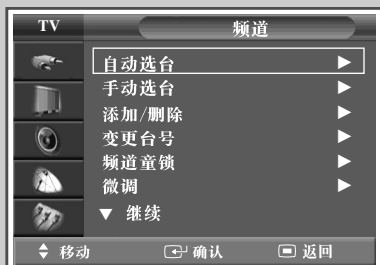 TV 频道
自动选台 ▶
手动选台 ▶
添加/删除 ▶
变更台号 ▶
频道童锁 ▶
微调 ▶
▼ 继续
移动 确认 返回